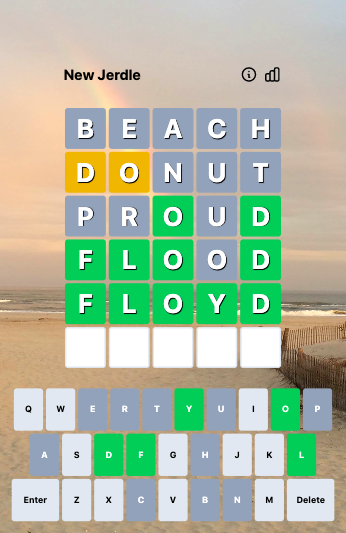 New Jerdle
B E A C H
D O N U T
P R O U D
F L O O D
F L O Y D
Q W E R T Y U I O P
A S D F G H J K L
Enter Z X C V B N M Delete